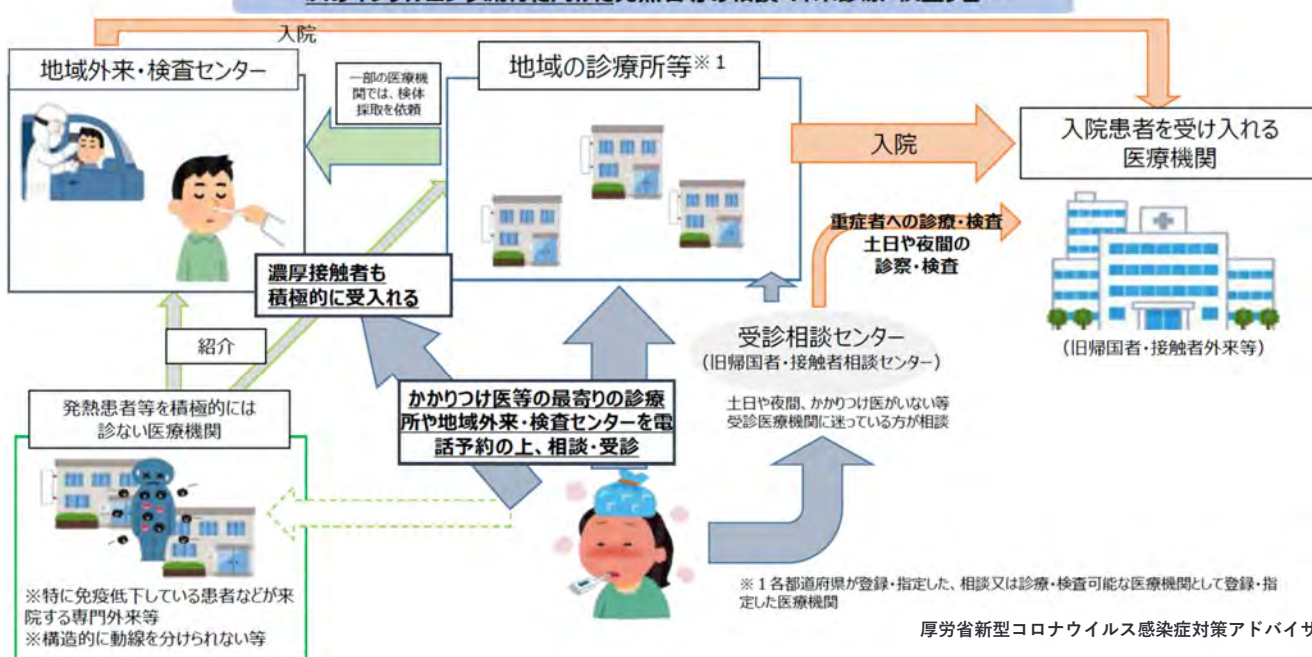 入院
地域外来・検査センター
一部の医療機
関では、検体
採取を依頼
地域の診療所等※1
入院
入院患者を受け入れる
医療機関
重症者への診療・検査
土日や夜間の
診察・検査
濃厚接触者も
積極的に受入れる
受診相談センター
(旧帰国者・接触者相談センター)
(旧帰国者・接触者外来等)
紹介
かかりつけ医等の最寄りの診療
所や地域外来・検査センターを電
話予約の上、相談・受診
土日や夜間、かかりつけ医がいない等
受診医療機関に迷っている方が相談
発熱患者等を積極的には
診ない医療機関
※特に免疫低下している患者などが来
院する専門外来等
※構造的に動線を分けられない等
※1各都道府県が登録・指定した、相談又は診療・検査可能な医療機関として登録・指
定した医療機関
厚労省新型コロナウイルス感染症対策アドバイサ